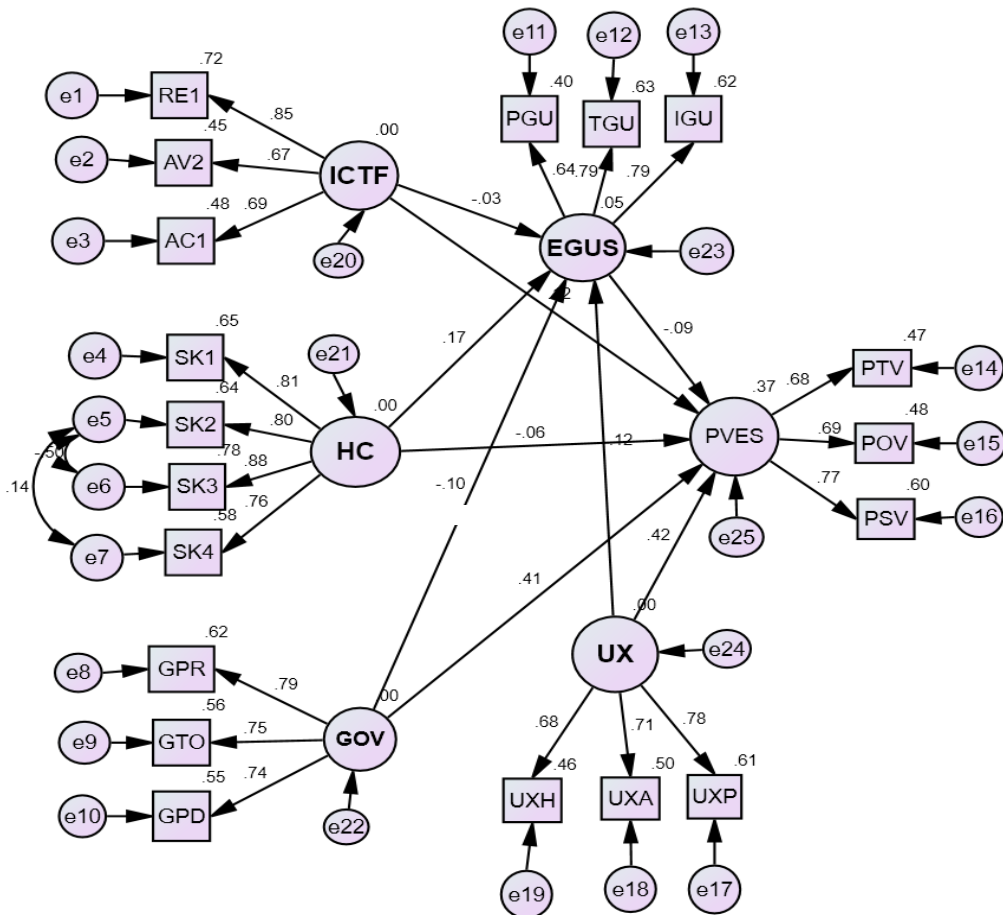 e11
e12
e13
.72
.40
.63
.62
e1
RE1
PGU
TGU
IGU
.45
.85
.00
e2
AV2
.67
ICTF
.64
.79
.79
.48
.69
-.03
.05
e3
AC1
e20
EGUS
e23
.65
e4
SK1
e21
.17
-.09
.47
.64
.81
.00
.37
.68
PTV
e14
e5
SK2
.80
HC
-.06
.12
PVES
.48
-.50
.78
.69
POV
e15
e6
SK3
.88
.14
.76
-.10
.77
.60
.58
PSV
e16
e7
SK4
.42
e25
.41
.00
.62
UX
e24
e8
GPR
.79
.56
.00
.68
.71
.78
e9
GTO
.75
GOV
.55
.74
.46
.50
.61
e10
GPD
UXH
UXA
UXP
e22
e19
e18
e17